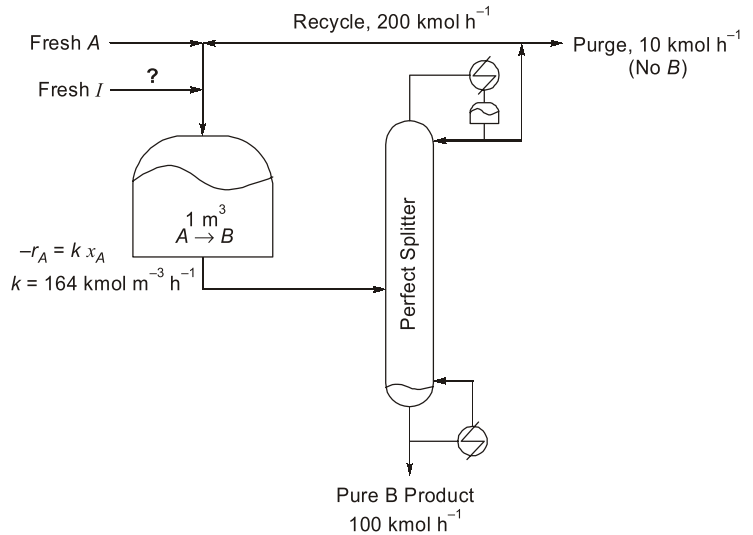 Recycle, 200 kmol h⁻¹
Fresh A
Purge, 10 kmol h⁻¹
(No B)
?
Fresh I
1 m³
A → B
–r_A = k x_A
k = 164 kmol m⁻³ h⁻¹
Perfect Splitter
Pure B Product
100 kmol h⁻¹